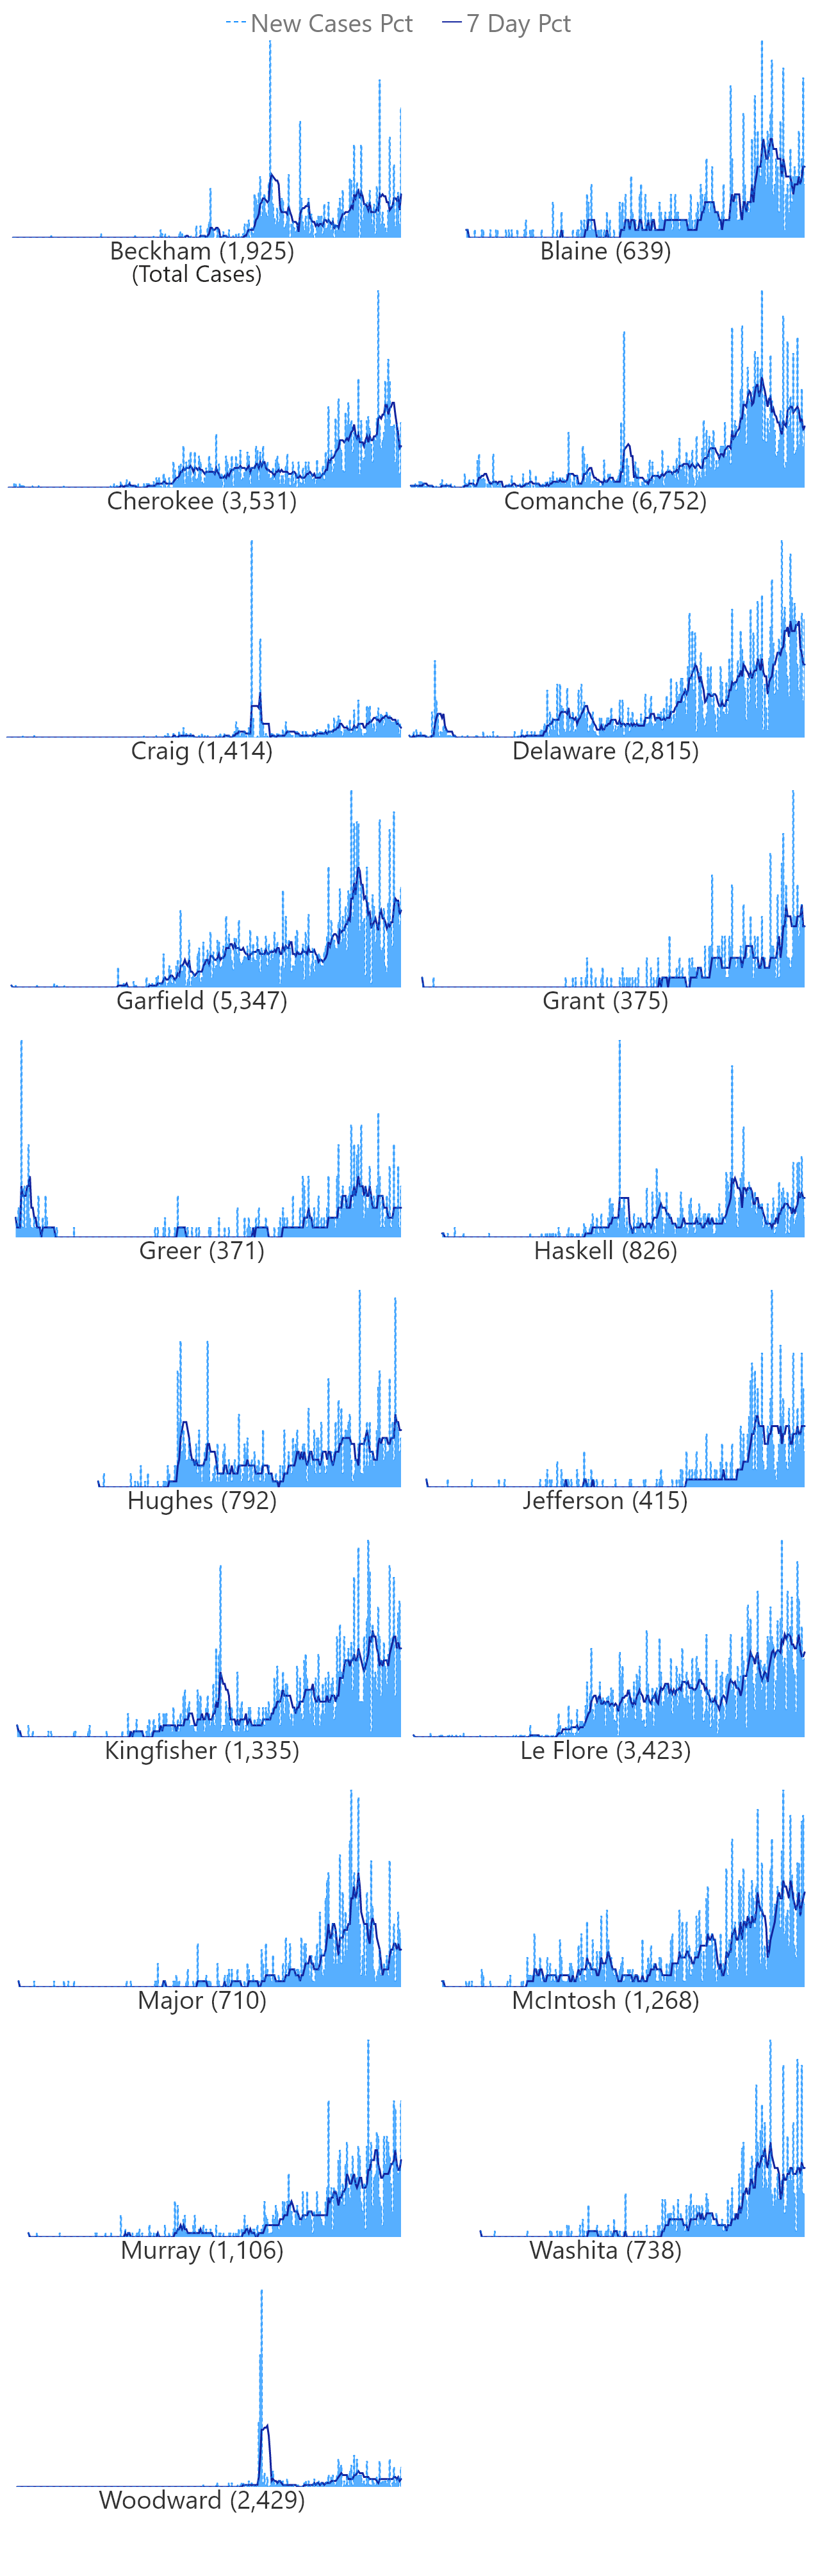 New Cases Pct 7 Day Pct
Beckham (1,925) Blaine (639)
(Total Cases)
Cherokee (3,531) Comanche (6,752)
Craig (1,414) Delaware (2,815)
Garfield (5,347) Grant (375)
Greer (371) Haskell (826)
Hughes (792) Jefferson (415)
Kingfisher (1,335) Le Flore (3,423)
Major (710) McIntosh (1,268)
Murray (1,106) Washita (738)
Woodward (2,429)